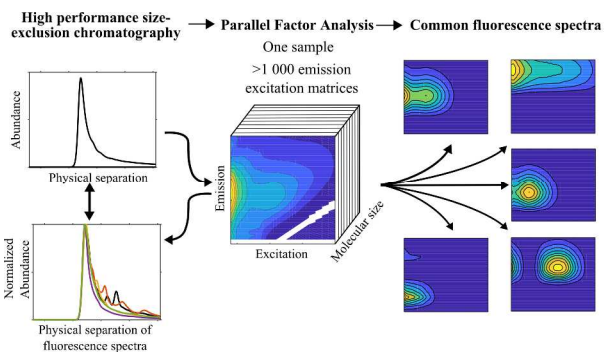 High performance size-
exclusion chromatography
Parallel Factor Analysis
Common fluorescence spectra
One sample
>1 000 emission
excitation matrices
Abundance
Physical separation
Emission
Excitation
Molecular size
Normalized
Abundance
Physical separation of
fluorescence spectra